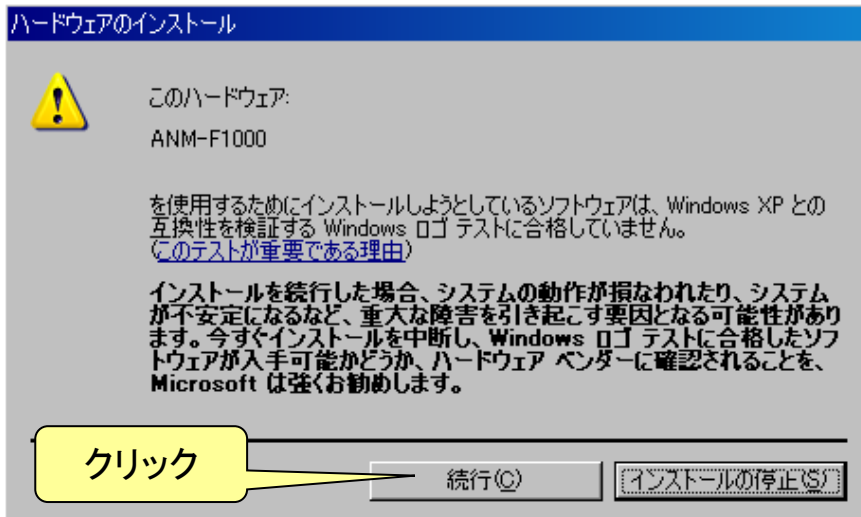 ハードウェアのインストール
このハードウェア:
ANM-F1000
を使用するためにインストールしようとしているソフトウェアは、Windows XP との
互換性を検証する Windows ロゴ テストに合格していません。
(このテストが重要である理由)
インストールを続行した場合、システムの動作が損なわれたり、システム
が不安定になるなど、重大な障害を引き起こす要因となる可能性があり
ます。今すぐインストールを中断し、Windows ロゴ テストに合格したソフ
トウェアが入手可能かどうか、ハードウェア ベンダーに確認されることを、
Microsoft は強くお勧めします。
クリック
続行(C)
インストールの停止(S)